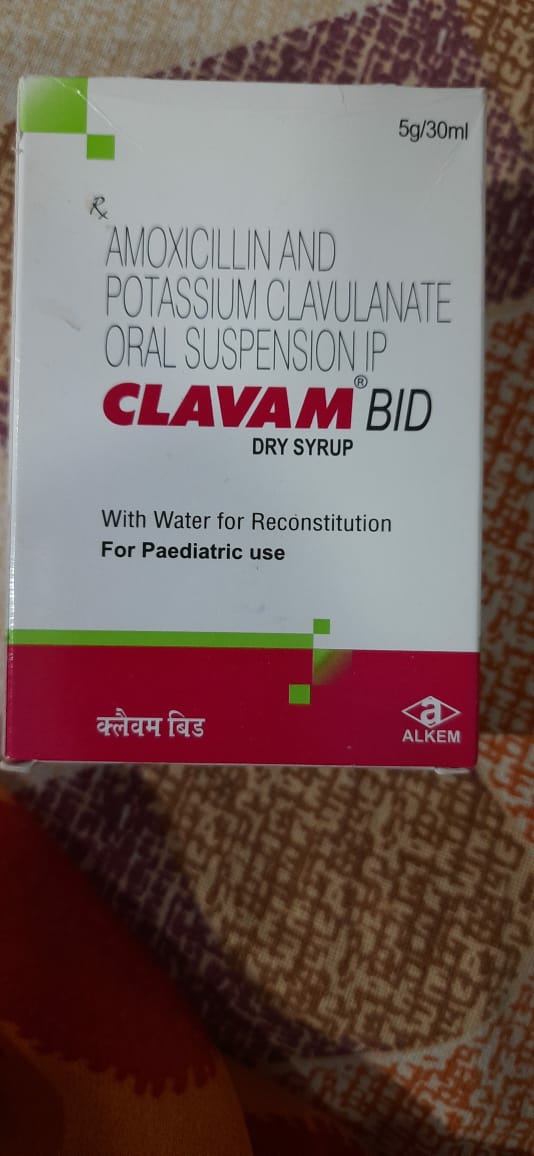 5g/30ml
Rx
AMOXICILLIN AND
POTASSIUM CLAVULANATE
ORAL SUSPENSION IP
CLAVAM® BID
DRY SYRUP
With Water for Reconstitution
For Paediatric use
क्लैवम बिड
a
ALKEM